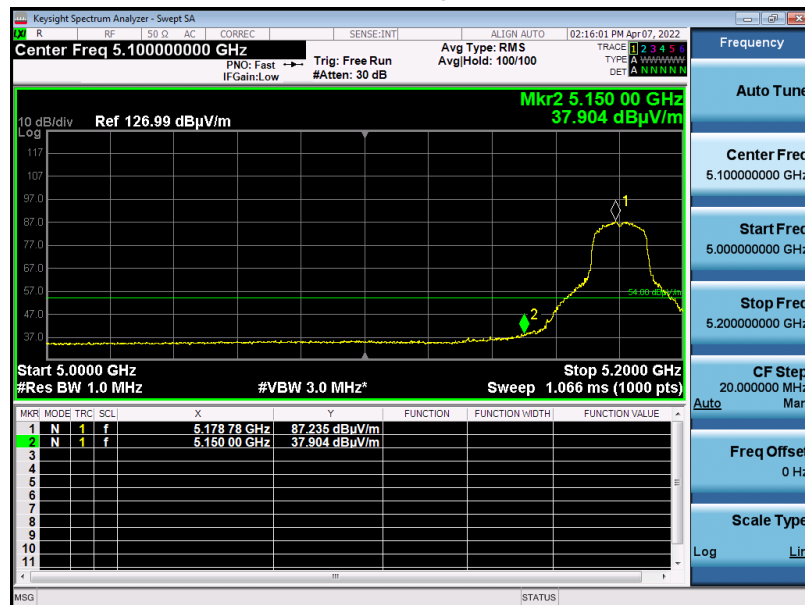 Keysight Spectrum Analyzer - Swept SA
LXI R RF 50 Ω AC CORREC SENSE:INT ALIGN AUTO 02:16:01 PM Apr 07, 2022
Center Freq 5.100000000 GHz
PNO: Fast
IFGain:Low
Trig: Free Run
#Atten: 30 dB
Avg Type: RMS
Avg|Hold: 100/100
TRACE 1 2 3 4 5 6
TYPE A WWWWW
DET A N N N N N
Mkr2 5.150 00 GHz
37.904 dBµV/m
10 dB/div Ref 126.99 dBµV/m
Log
117
107
97.0
87.0
77.0
67.0
57.0
47.0
37.0
1
2
54.00 dBµV/m
Start 5.0000 GHz Stop 5.2000 GHz
#Res BW 1.0 MHz #VBW 3.0 MHz* Sweep 1.066 ms (1000 pts)
MKR MODE TRC SCL X Y FUNCTION FUNCTION WIDTH FUNCTION VALUE
1 N 1 f 5.178 78 GHz 87.235 dBµV/m
2 N 1 f 5.150 00 GHz 37.904 dBµV/m
3
4
5
6
7
8
9
10
11
MSG STATUS
Frequency
Auto Tune
Center Freq
5.100000000 GHz
Start Freq
5.000000000 GHz
Stop Freq
5.200000000 GHz
CF Step
20.000000 MHz
Auto Man
Freq Offset
0 Hz
Scale Type
Log Lin